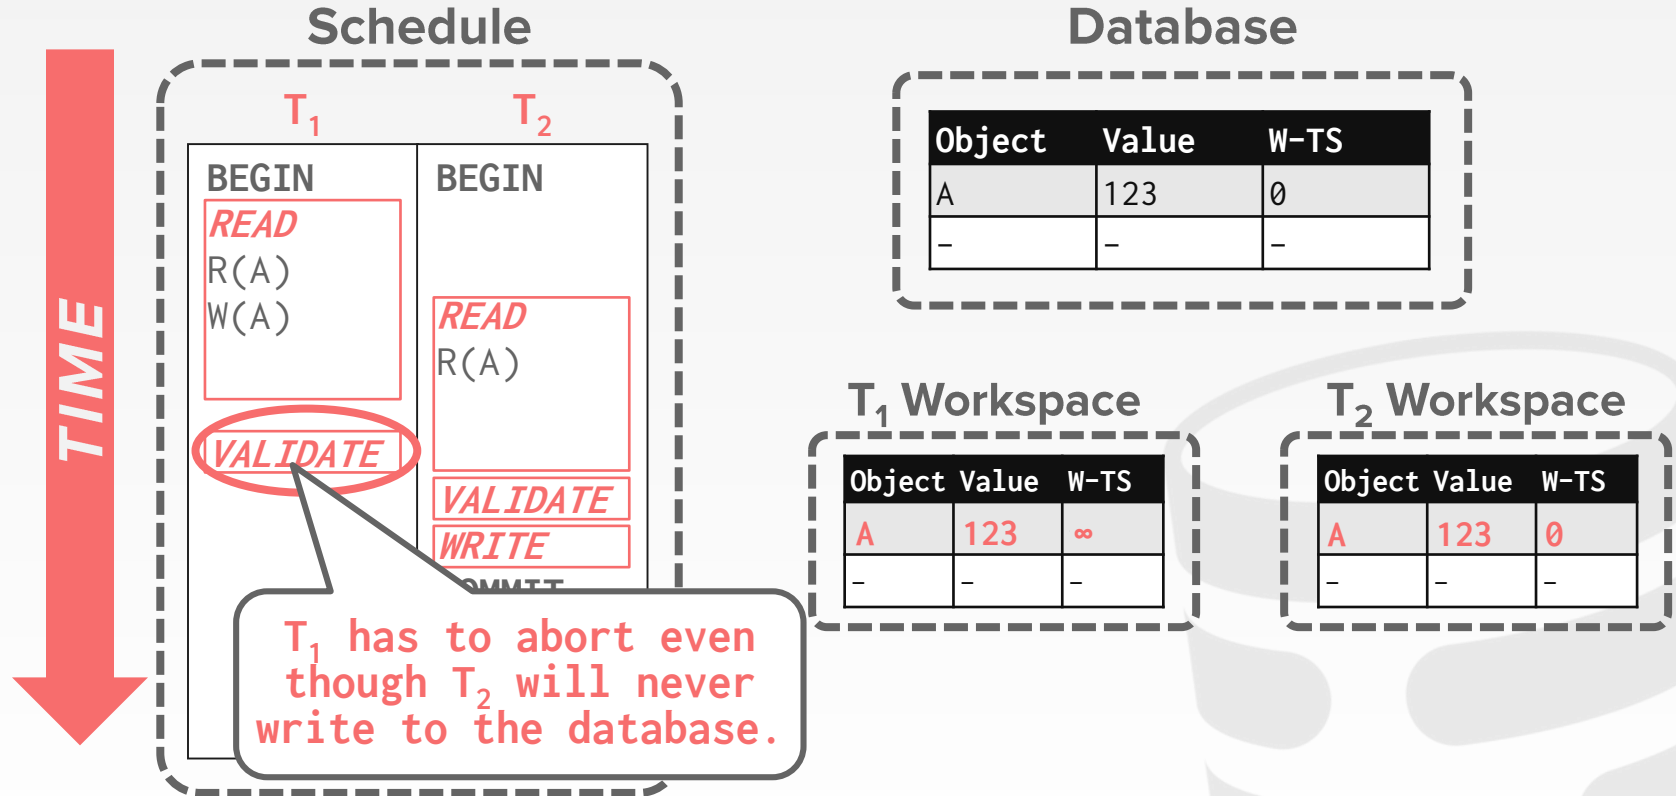 Schedule
TIME
T1 T2
BEGIN BEGIN
READ
R(A)
W(A)
READ
R(A)
VALIDATE
VALIDATE
WRITE
COMMIT
T1 has to abort even
though T2 will never
write to the database.
Database
Object Value W-TS
A 123 0
- - -
T1 Workspace
Object Value W-TS
A 123 ∞
- - -
T2 Workspace
Object Value W-TS
A 123 0
- - -